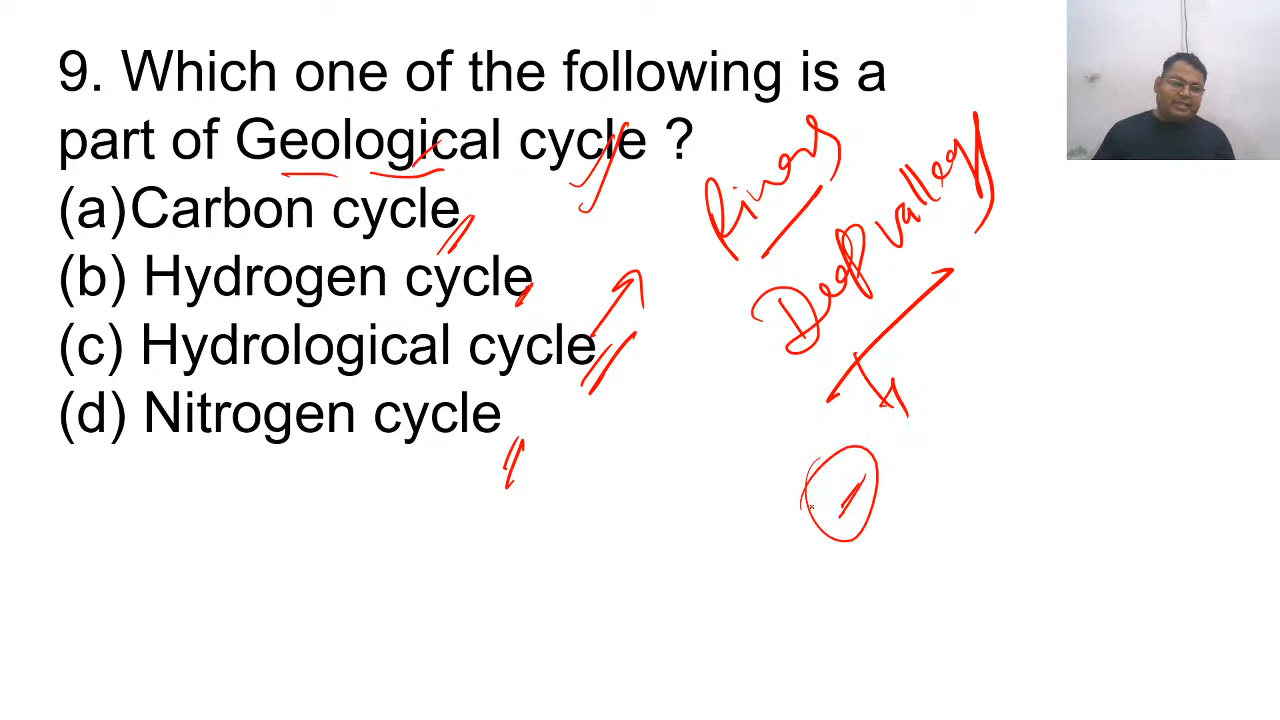 9. Which one of the following is a
part of Geological cycle ?
(a)Carbon cycle
(b) Hydrogen cycle
(c) Hydrological cycle
(d) Nitrogen cycle
Deep valley